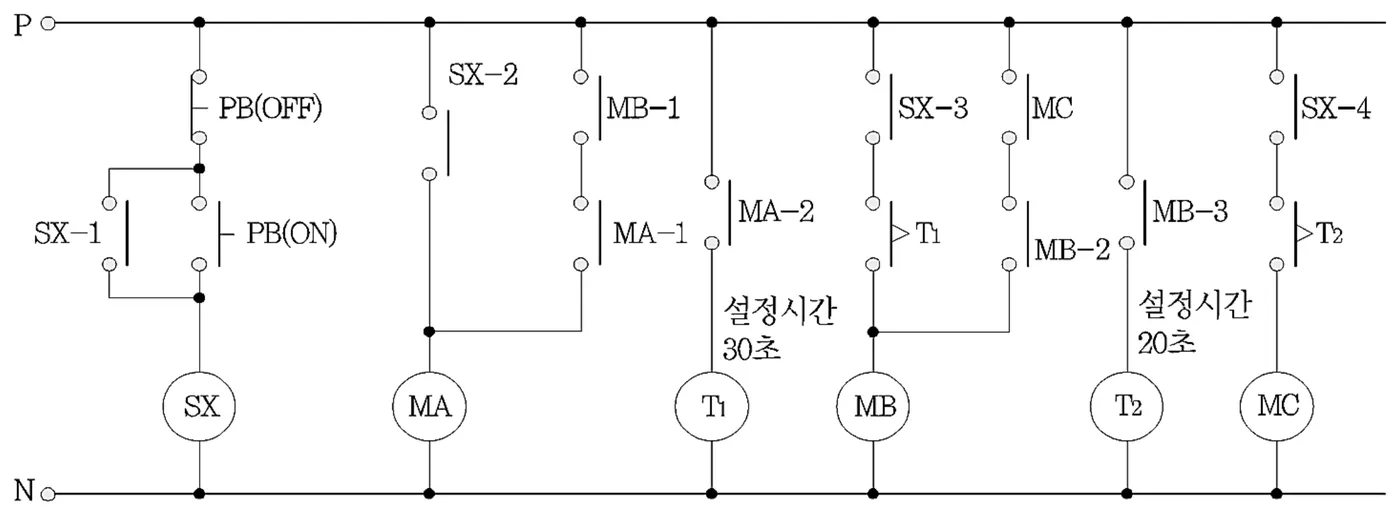 P
SX-2
PB(OFF)
MB-1
SX-3
MC
SX-4
SX-1
PB(ON)
MA-1
MA-2
T1
MB-2
MB-3
T2
설정시간
30초
설정시간
20초
SX
MA
T1
MB
T2
MC
N